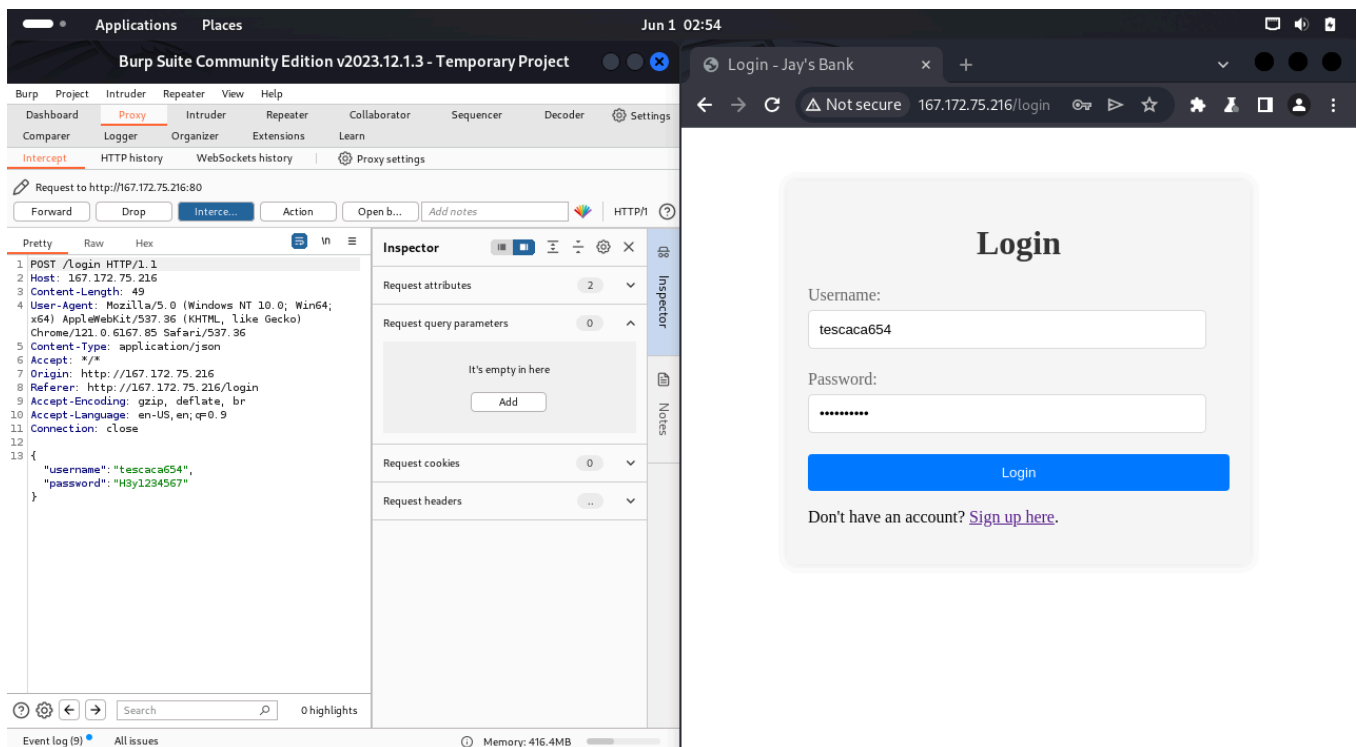 Applications Places Jun 1 02:54
Burp Suite Community Edition v2023.12.1.3 - Temporary Project
Burp Project Intruder Repeater View Help
Dashboard Proxy Intruder Repeater Collaborator Sequencer Decoder Settings
Comparer Logger Organizer Extensions Learn
Intercept HTTP history WebSockets history Proxy settings
Request to http://167.172.75.216:80
Forward Drop Interce... Action Open b... Add notes HTTP/1
Pretty Raw Hex \n
1 POST /login HTTP/1.1
2 Host: 167.172.75.216
3 Content-Length: 49
4 User-Agent: Mozilla/5.0 (Windows NT 10.0; Win64;
x64) AppleWebKit/537.36 (KHTML, like Gecko)
Chrome/121.0.6167.85 Safari/537.36
5 Content-Type: application/json
6 Accept: */*
7 Origin: http://167.172.75.216
8 Referer: http://167.172.75.216/login
9 Accept-Encoding: gzip, deflate, br
10 Accept-Language: en-US,en;q=0.9
11 Connection: close
12
13 {
"username":"tescaca654",
"password":"H3y1234567"
}
Search 0 highlights
Inspector
Request attributes 2
Request query parameters 0
It's empty in here
Add
Request cookies 0
Request headers ..
Inspector
Notes
Event log (9) All issues Memory: 416.4MB
Login - Jay's Bank
Not secure 167.172.75.216/login
Login
Username:
tescaca654
Password:
••••••••••
Login
Don't have an account? Sign up here.